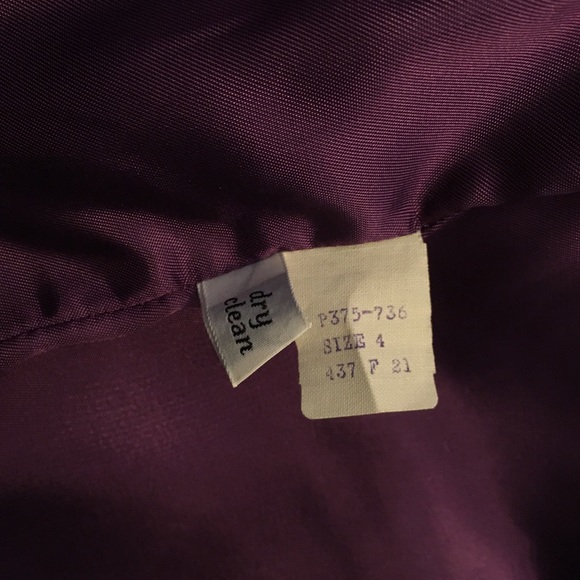 dry
clean
P375-736
SIZE 4
437 F 21